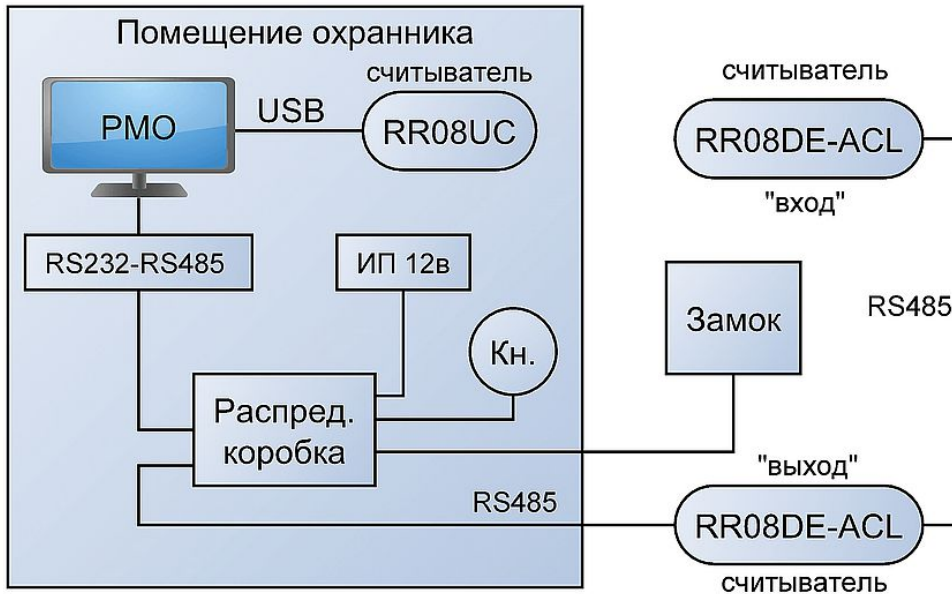 Помещение охранника
считыватель
РМО
USB
RR08UC
считыватель
RR08DE-ACL
"вход"
RS232-RS485
ИП 12в
Замок
RS485
Кн.
Распред.
коробка
"выход"
RS485
RR08DE-ACL
считыватель